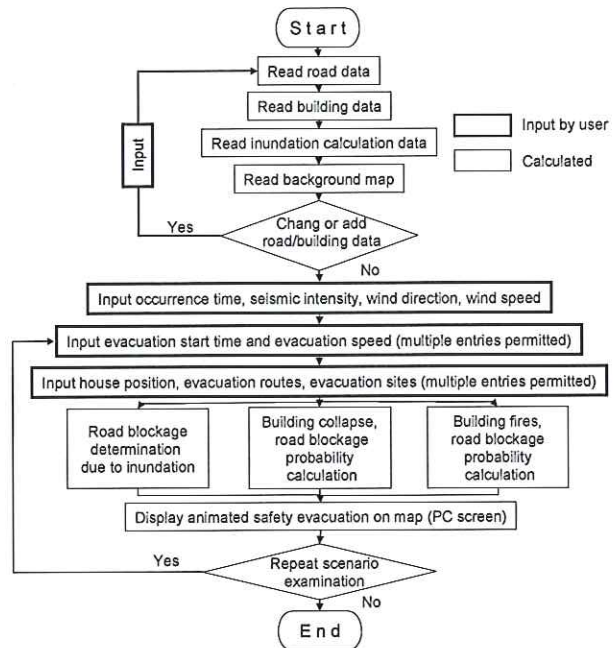 Start
Read road data
Read building data
Input by user
Input
Read inundation calculation data
Calculated
Read background map
Yes
Chang or add
road/building data
No
Input occurrence time, seismic intensity, wind direction, wind speed
Input evacuation start time and evacuation speed (multiple entries permitted)
Input house position, evacuation routes, evacuation sites (multiple entries permitted)
Road blockage
determination
due to inundation
Building collapse,
road blockage
probability
calculation
Building fires,
road blockage
probability
calculation
Display animated safety evacuation on map (PC screen)
Yes
Repeat scenario
examination
No
End